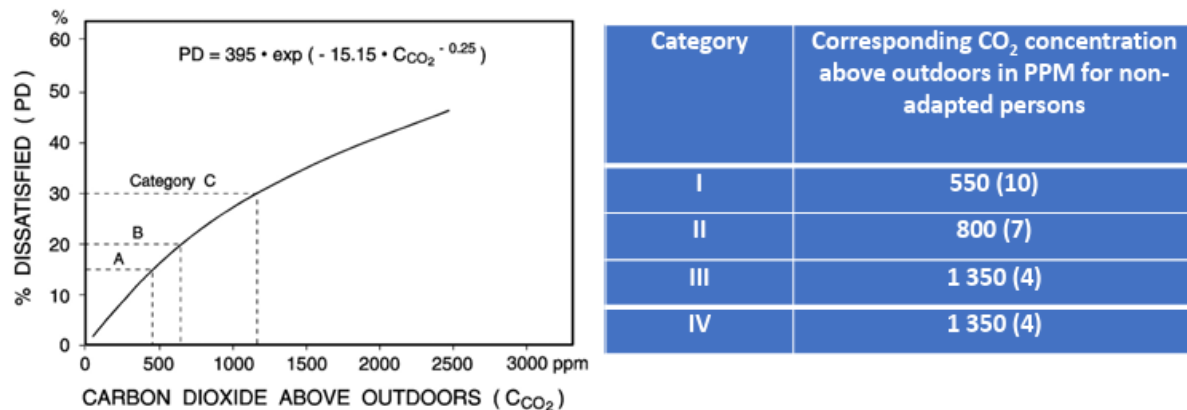 %
60
50
40
30
20
10
0
% DISSATISFIED ( PD )
PD = 395 • exp ( - 15.15 • CCO2 - 0.25 )
Category C
B
A
0 500 1000 1500 2000 2500 3000 ppm
CARBON DIOXIDE ABOVE OUTDOORS ( CCO2 )
Category
Corresponding CO2 concentration
above outdoors in PPM for non-
adapted persons
I
550 (10)
II
800 (7)
III
1 350 (4)
IV
1 350 (4)